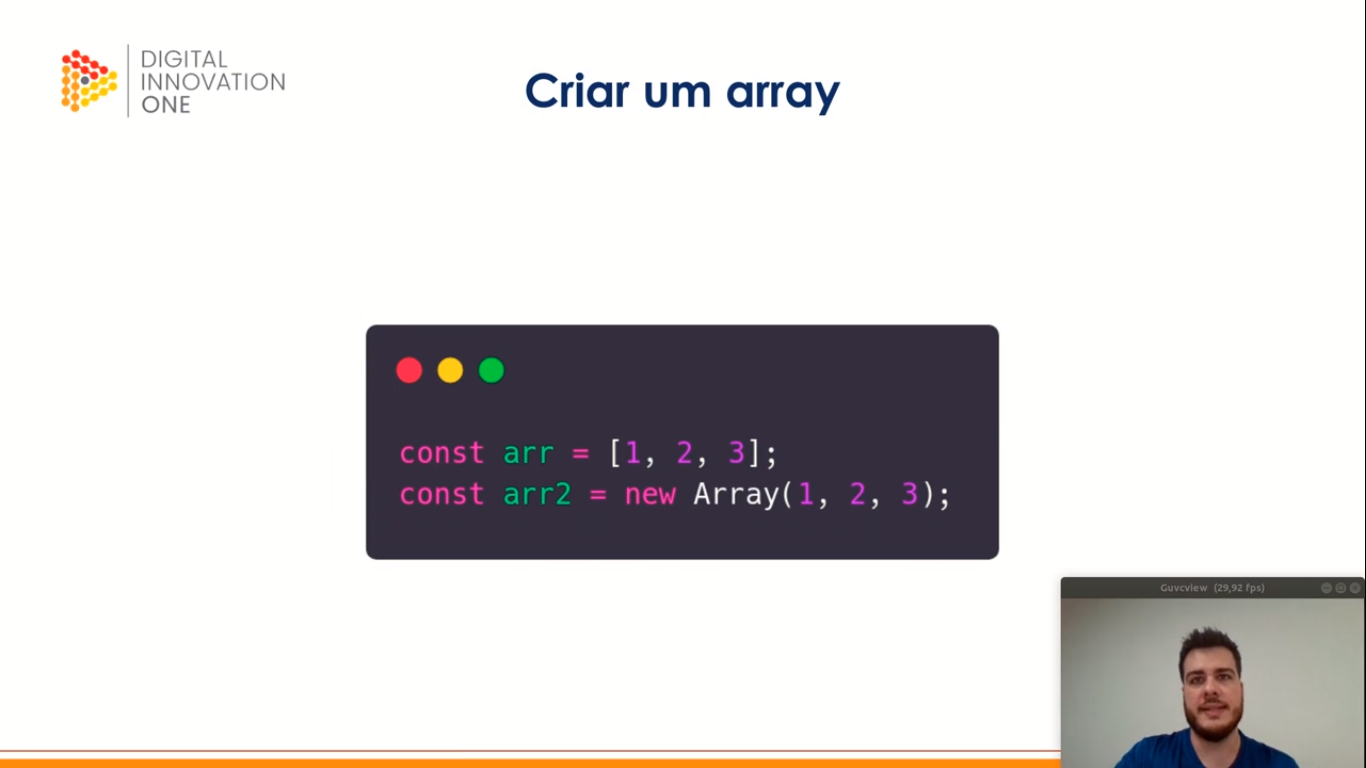 DIGITAL
INNOVATION
ONE
Criar um array
const arr = [1, 2, 3];
const arr2 = new Array(1, 2, 3);
Guvcview (29,92 fps)